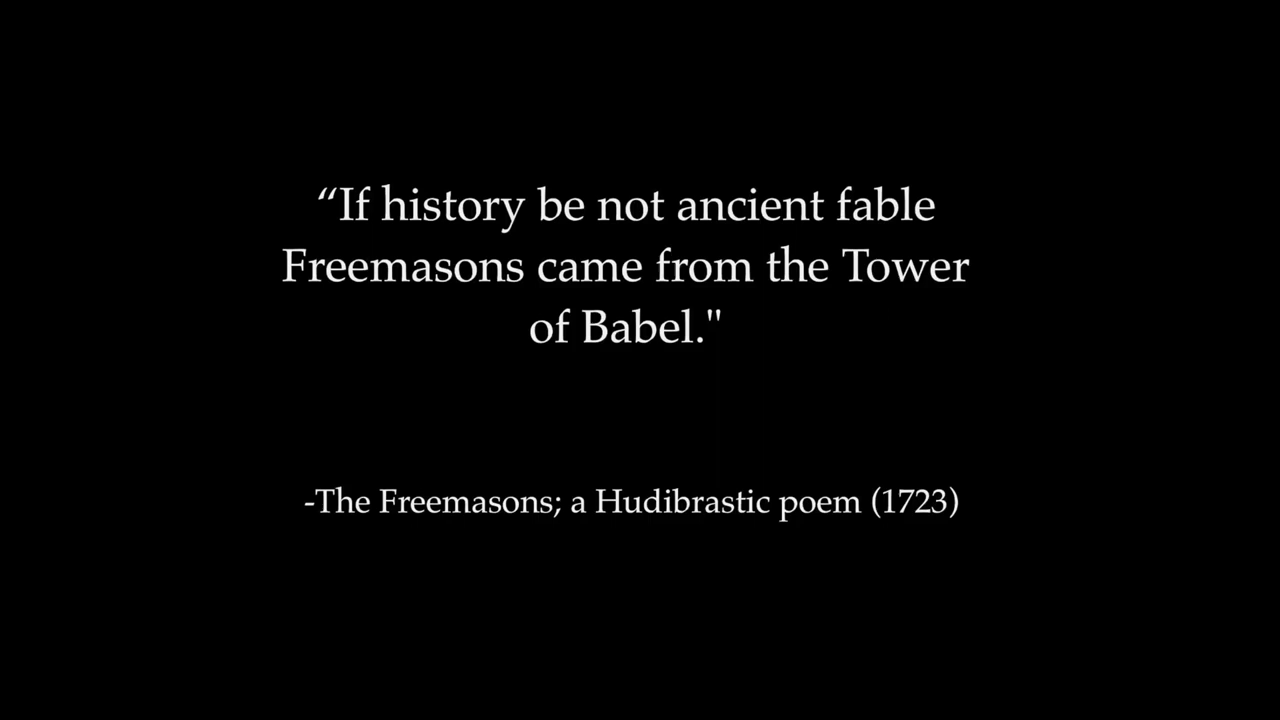 “If history be not ancient fable
Freemasons came from the Tower
of Babel."
-The Freemasons; a Hudibrastic poem (1723)